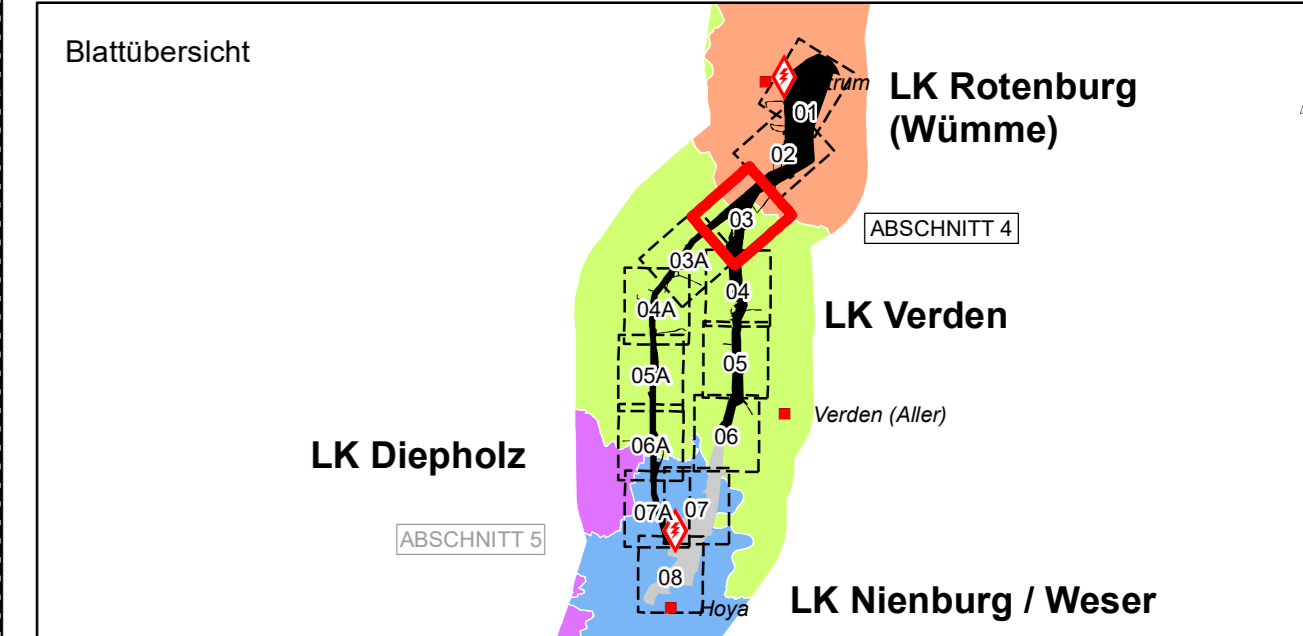 Blattübersicht
LK Rotenburg
(Wümme)
01
02
03
ABSCHNITT 4
03A
04
04A
LK Verden
05
05A
Verden (Aller)
06
06A
LK Diepholz
07A
07
ABSCHNITT 5
08
Hoya
LK Nienburg / Weser